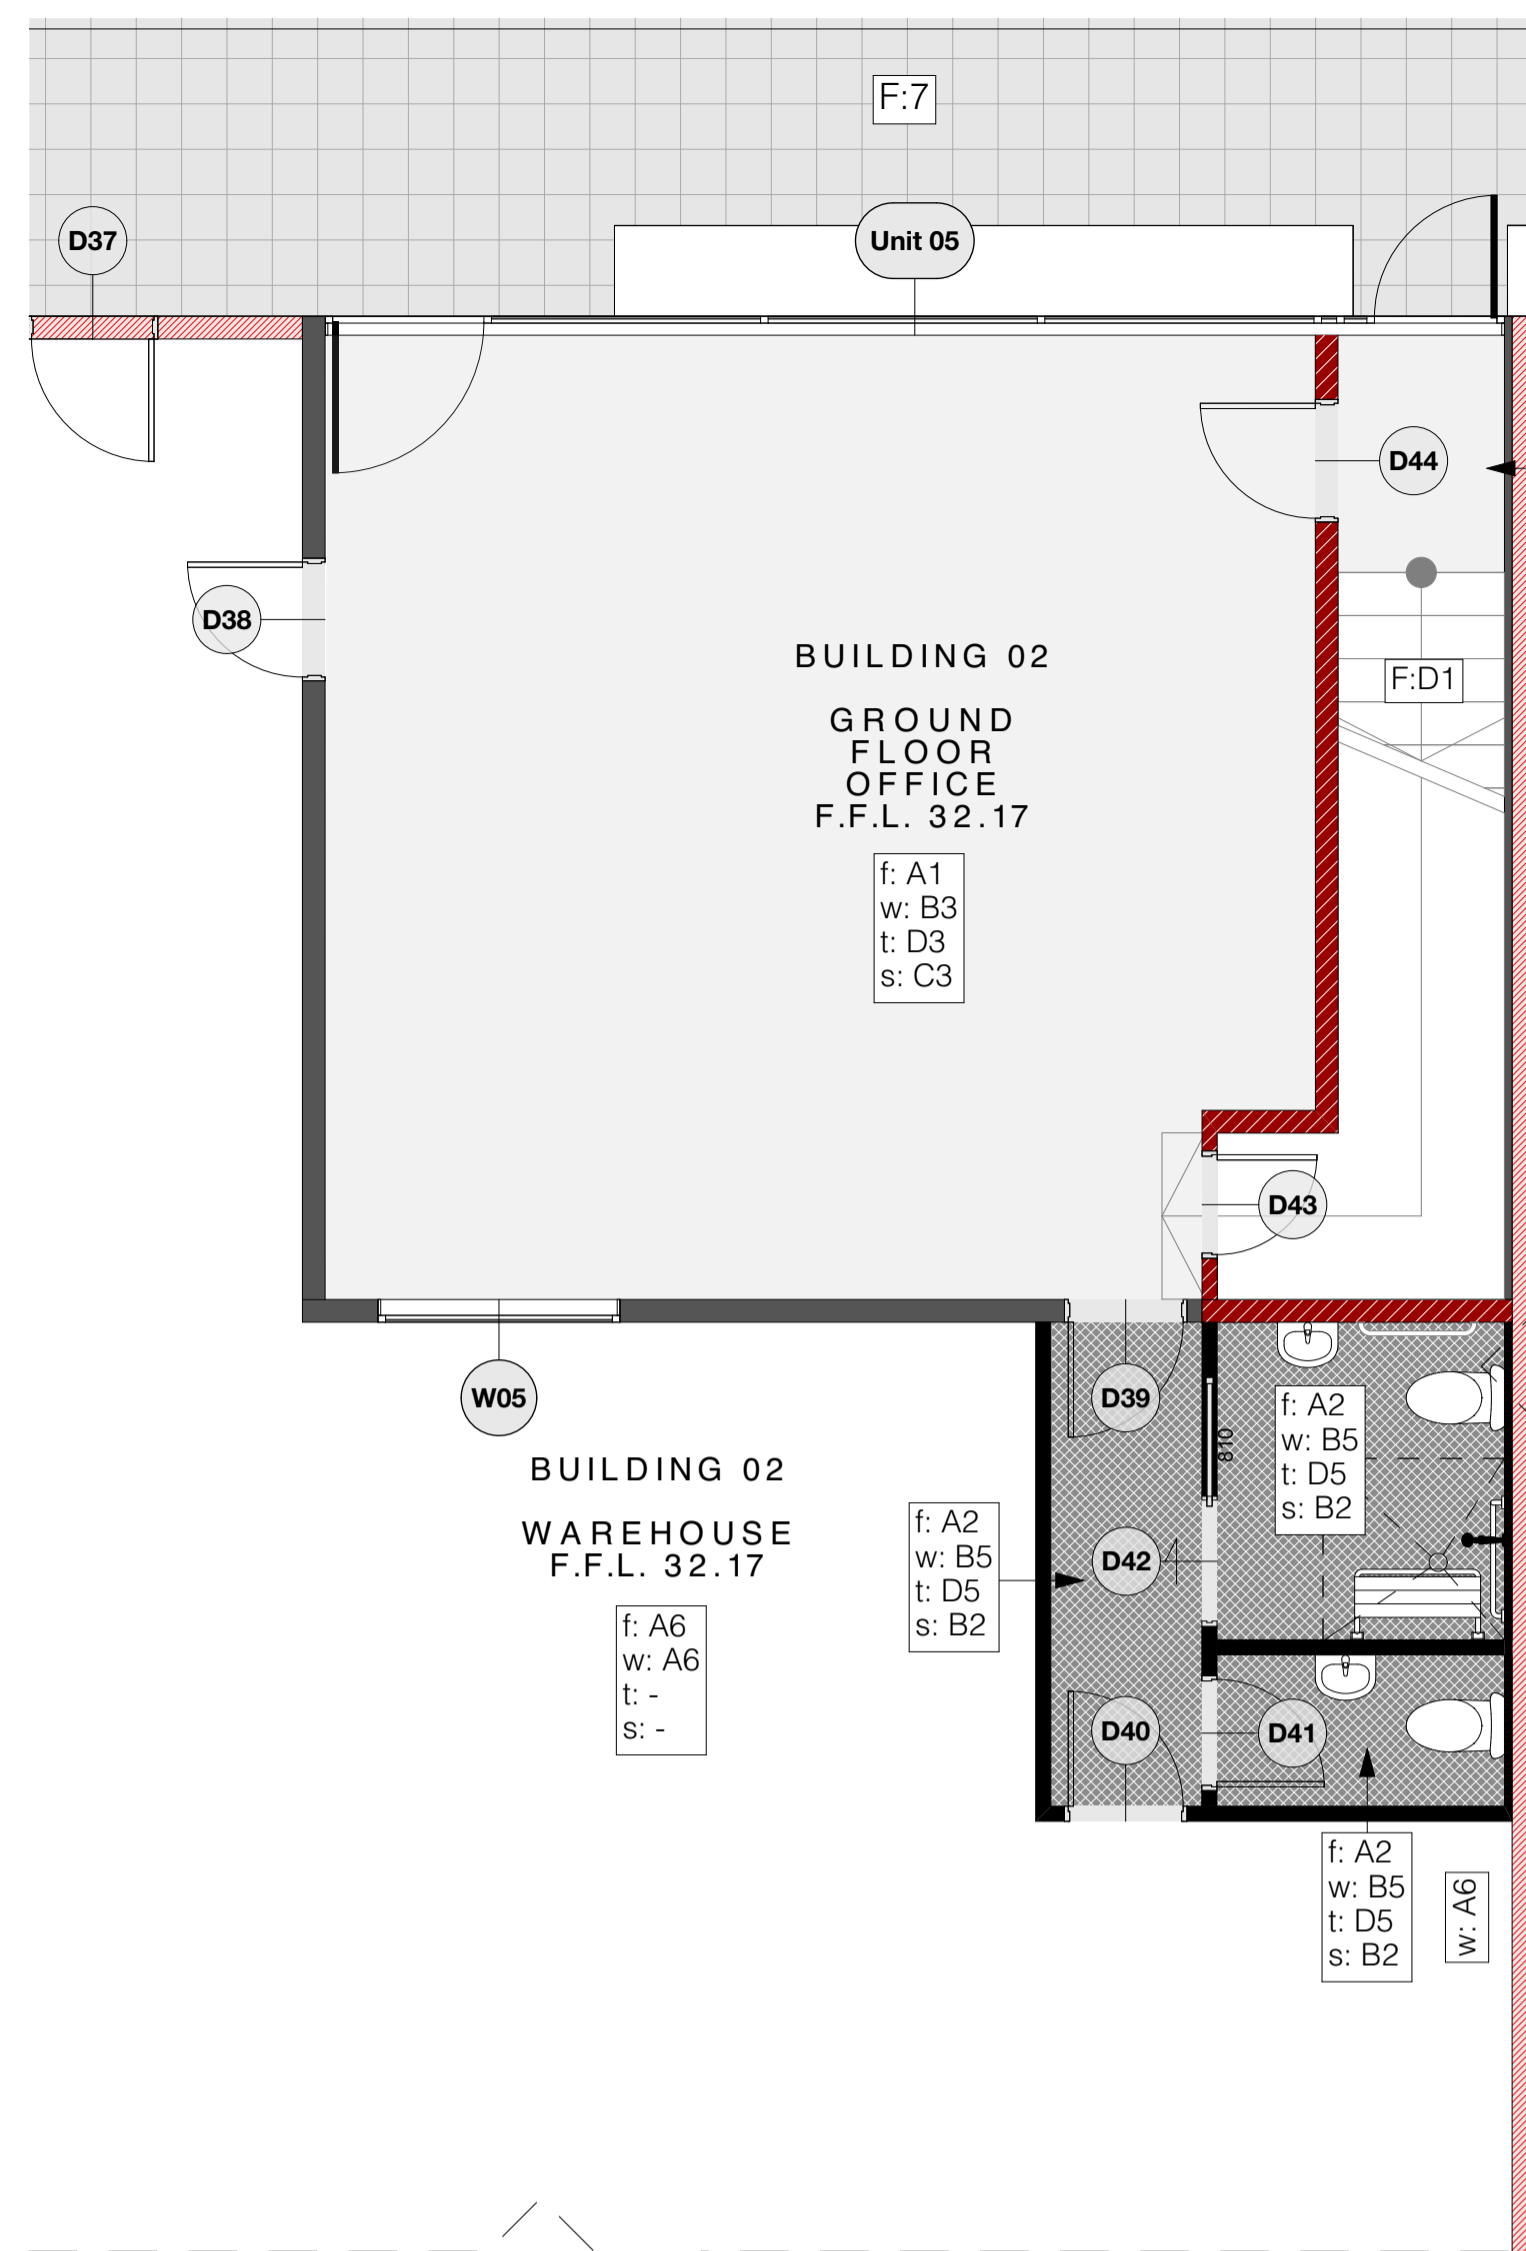 F:7
D37
Unit 05
D44
D38
BUILDING 02
GROUND
FLOOR
OFFICE
F.F.L. 32.17
F:D1
f: A1
w: B3
t: D3
s: C3
D43
W05
D39
BUILDING 02
WAREHOUSE
F.F.L. 32.17
f: A6
w: A6
t: -
s: -
f: A2
w: B5
t: D5
s: B2
D42
810
f: A2
w: B5
t: D5
s: B2
D40
D41
f: A2
w: B5
t: D5
s: B2
w: A6